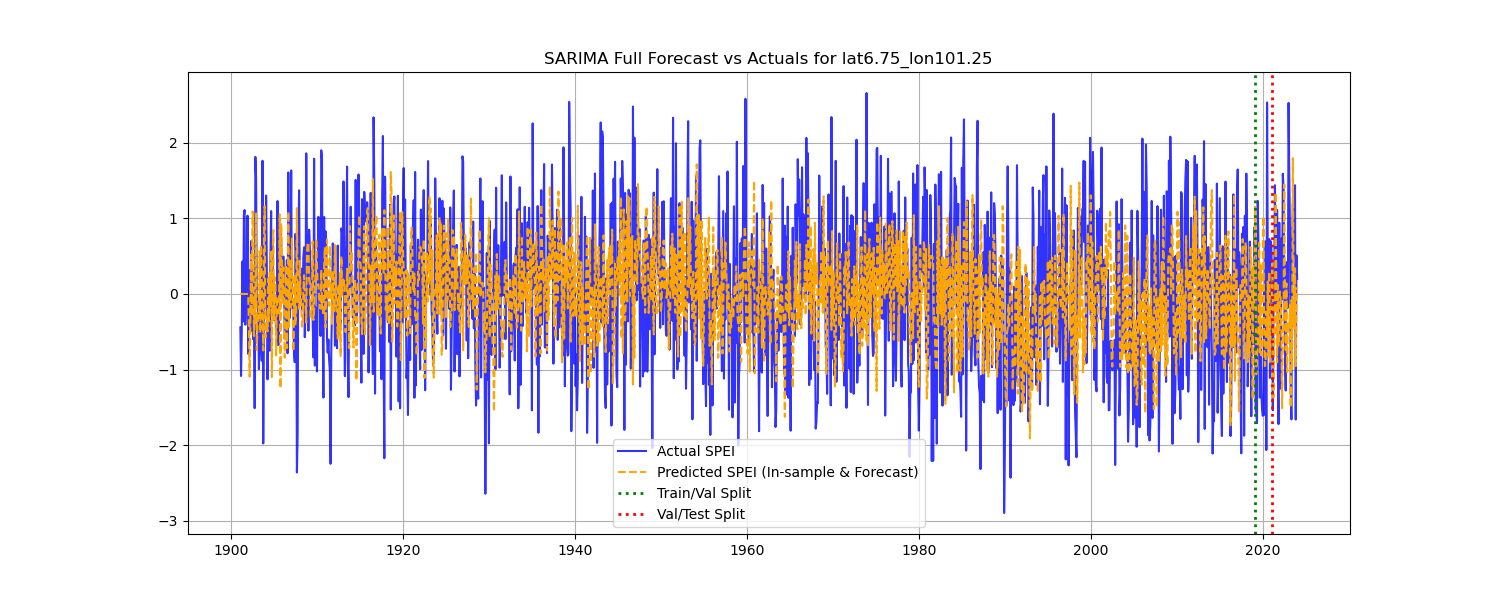 SARIMA Full Forecast vs Actuals for lat6.75_lon101.25
2
1
0
−1
−2
−3
Actual SPEI
Predicted SPEI (In-sample & Forecast)
Train/Val Split
Val/Test Split
1900 1920 1940 1960 1980 2000 2020